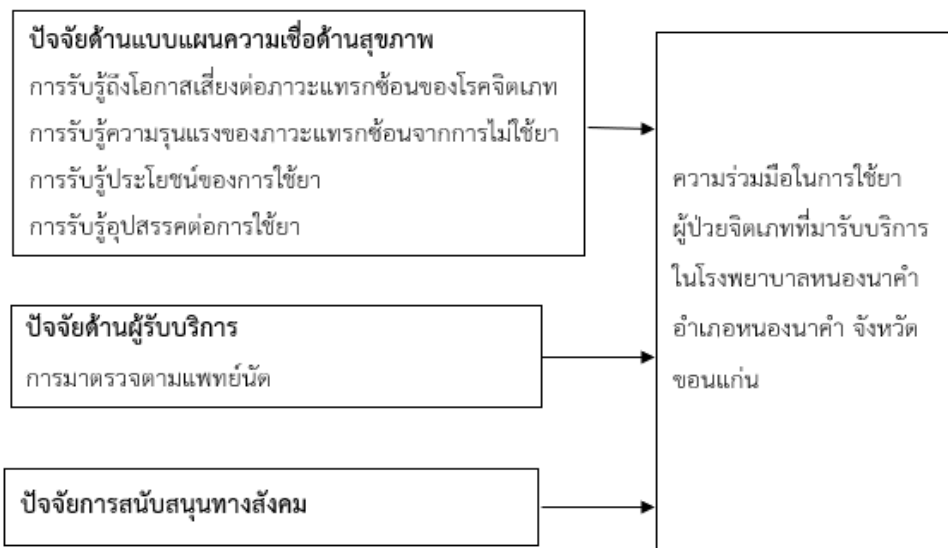 ปัจจัยด้านแบบแผนความเชื่อด้านสุขภาพ
การรับรู้ถึงโอกาสเสี่ยงต่อภาวะแทรกซ้อนของโรคจิตเภท
การรับรู้ความรุนแรงของภาวะแทรกซ้อนจากการไม่ใช้ยา
การรับรู้ประโยชน์ของการใช้ยา
การรับรู้อุปสรรคต่อการใช้ยา
ปัจจัยด้านผู้รับบริการ
การมาตรวจตามแพทย์นัด
ปัจจัยการสนับสนุนทางสังคม
ความร่วมมือในการใช้ยา
ผู้ป่วยจิตเภทที่มารับบริการ
ในโรงพยาบาลหนองนาคำ
อำเภอหนองนาคำ จังหวัด
ขอนแก่น